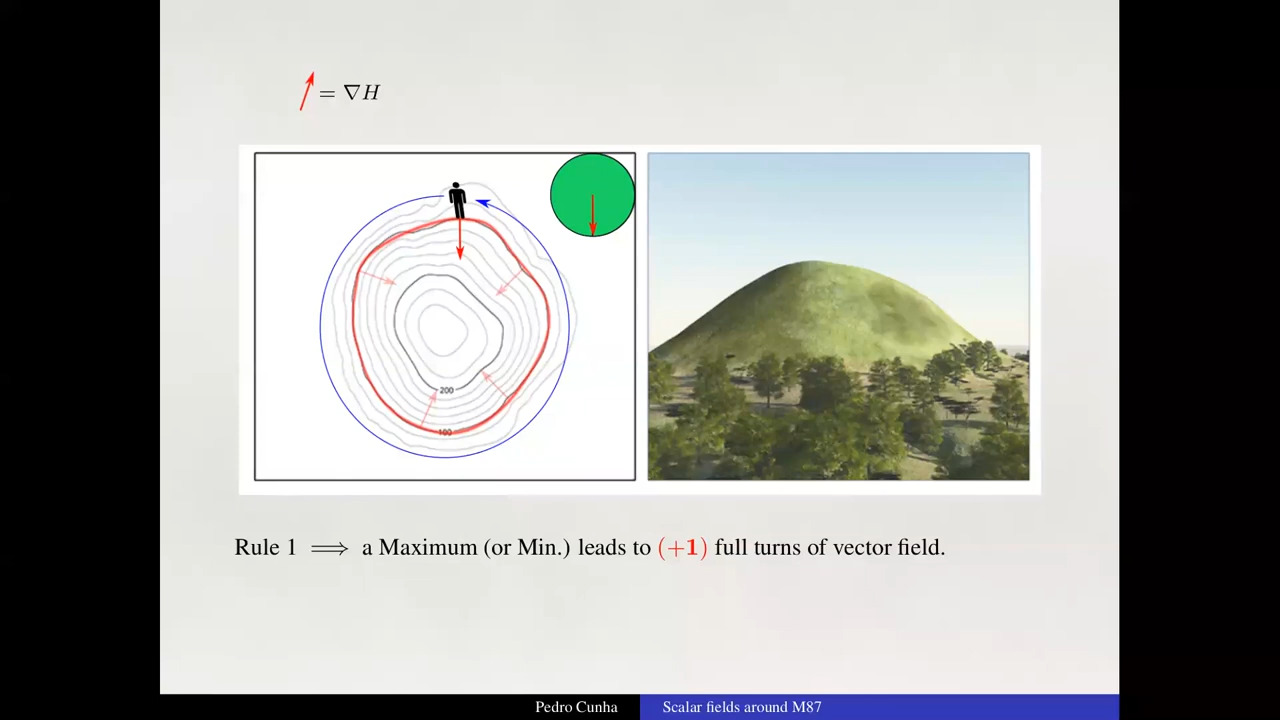 = ∇H
200
100
Rule 1 ⟹ a Maximum (or Min.) leads to (+1) full turns of vector field.
Pedro Cunha
Scalar fields around M87